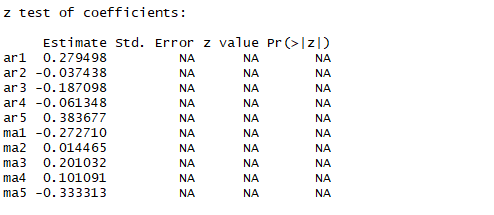 z test of coefficients:
Estimate Std. Error z value Pr(>|z|)
ar1 0.279498 NA NA NA
ar2 -0.037438 NA NA NA
ar3 -0.187098 NA NA NA
ar4 -0.061348 NA NA NA
ar5 0.383677 NA NA NA
ma1 -0.272710 NA NA NA
ma2 0.014465 NA NA NA
ma3 0.201032 NA NA NA
ma4 0.101091 NA NA NA
ma5 -0.333313 NA NA NA